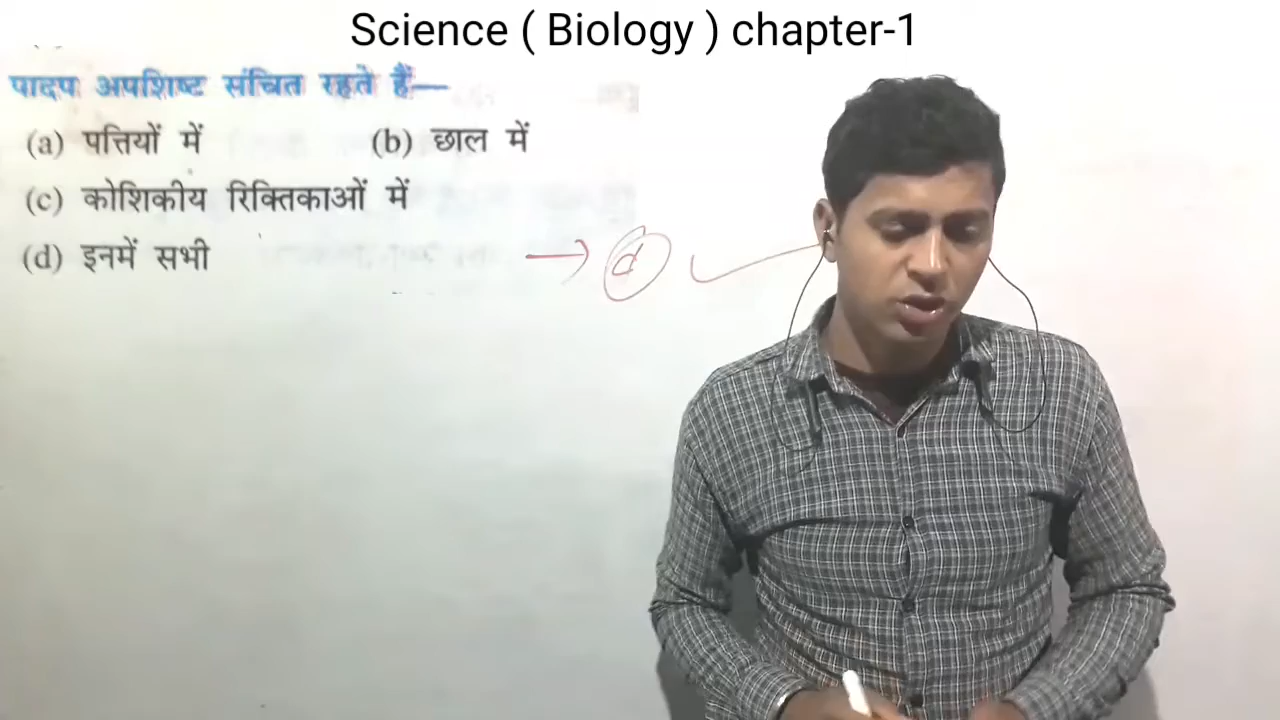 Science ( Biology ) chapter-1
पादप अपशिष्ट संचित रहते हैं—
(a) पत्तियों में (b) छाल में
(c) कोशिकीय रिक्तिकाओं में
(d) इनमें सभी → d